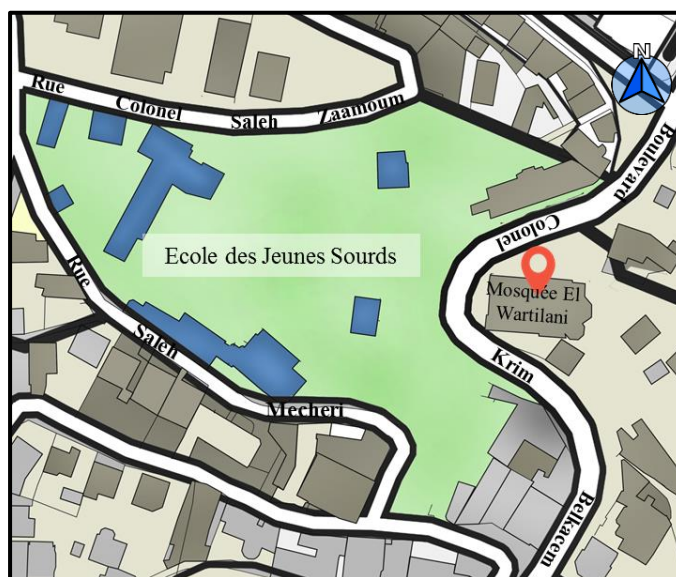 N
Rue Colonel Saleh Zaamoum
Boulevard Colonel Krim Belkacem
Ecole des Jeunes Sourds
Mosquée El
Wartilani
Rue Saleh Mecheri